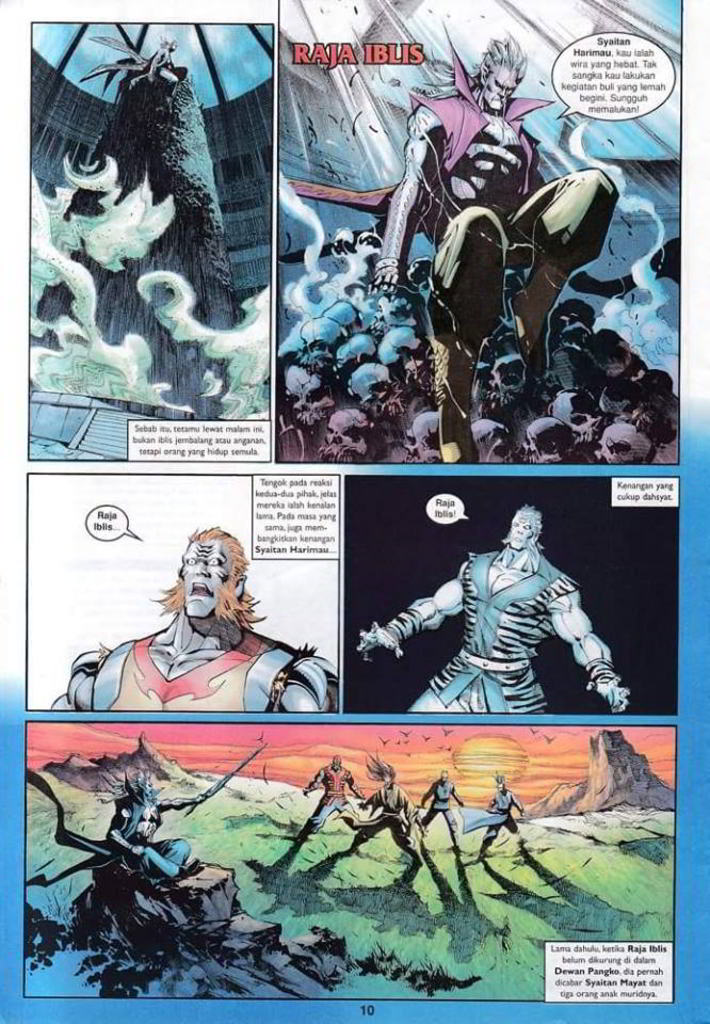 RAJA IBLIS
Syaitan
Harimau, kau ialah
wira yang hebat. Tak
sangka kau lakukan
kegiatan buli yang lemah
begini. Sungguh
memalukan!
Sebab itu, tetamu lewat malam ini,
bukan iblis jembalang atau anganan,
tetapi orang yang hidup semula.
Raja
Iblis...
Tengok pada reaksi
kedua-dua pihak, jelas
mereka ialah kenalan
lama. Pada masa yang
sama, juga mem-
bangkitkan kenangan
Syaitan Harimau...
Raja
Iblis!
Kenangan yang
cukup dahsyat.
Lama dahulu, ketika Raja Iblis
belum dikurung di dalam
Dewan Pangko, dia pernah
dicabar Syaitan Mayat dan
tiga orang anak muridnya.
10